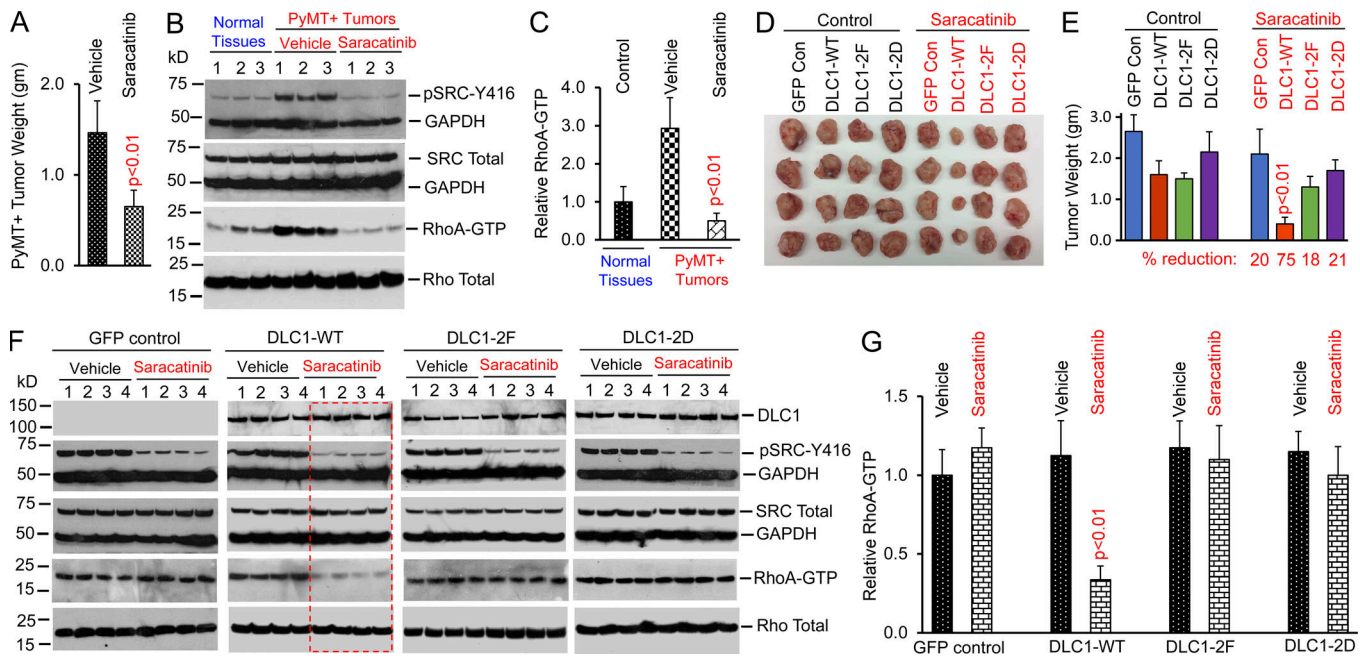 A
PyMT+ Tumor Weight (gm)
2.0
1.0
0.0
Vehicle
Saracatinib
p<0.01
B
Normal
Tissues
PyMT+ Tumors
Vehicle
Saracatinib
kD
1 2 3 1 2 3 1 2 3
75
50
75
50
25
15
25
15
pSRC-Y416
GAPDH
SRC Total
GAPDH
RhoA-GTP
Rho Total
C
Relative RhoA-GTP
4.0
3.0
2.0
1.0
0.0
Control
Vehicle
Saracatinib
p<0.01
Normal
Tissues
PyMT+
Tumors
D
Control
Saracatinib
GFP Con
DLC1-WT
DLC1-2F
DLC1-2D
GFP Con
DLC1-WT
DLC1-2F
DLC1-2D
E
Control
Saracatinib
GFP Con
DLC1-WT
DLC1-2F
DLC1-2D
GFP Con
DLC1-WT
DLC1-2F
DLC1-2D
Tumor Weight (gm)
3.0
2.0
1.0
0.0
p<0.01
% reduction: 20 75 18 21
F
GFP control
DLC1-WT
DLC1-2F
DLC1-2D
Vehicle Saracatinib
Vehicle Saracatinib
Vehicle Saracatinib
Vehicle Saracatinib
kD
1 2 3 4 1 2 3 4
1 2 3 4 1 2 3 4
1 2 3 4 1 2 3 4
1 2 3 4 1 2 3 4
150
100
75
50
75
50
25
15
25
15
DLC1
pSRC-Y416
GAPDH
SRC Total
GAPDH
RhoA-GTP
Rho Total
G
Relative RhoA-GTP
1.5
1.0
0.5
0.0
Vehicle
Saracatinib
Vehicle
Saracatinib
Vehicle
Saracatinib
Vehicle
Saracatinib
p<0.01
GFP control
DLC1-WT
DLC1-2F
DLC1-2D